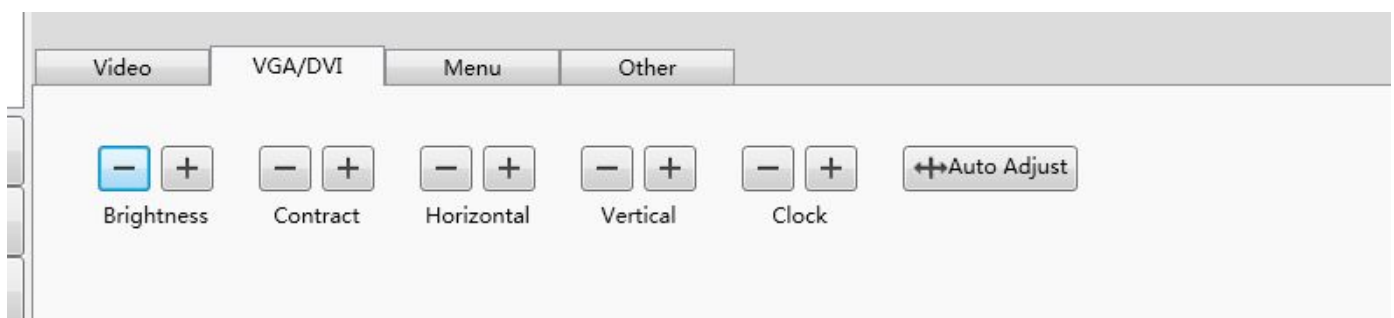 Video VGA/DVI Menu Other
− + − + − + − + − + Auto Adjust
Brightness Contract Horizontal Vertical Clock